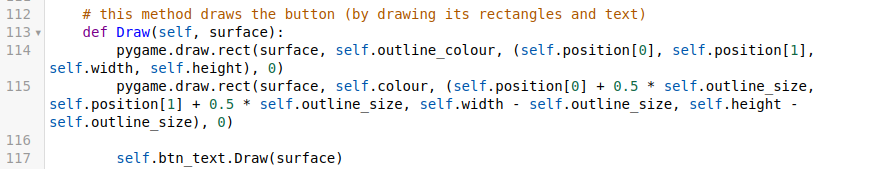 112 # this method draws the button (by drawing its rectangles and text)
113 def Draw(self, surface):
114 pygame.draw.rect(surface, self.outline_colour, (self.position[0], self.position[1],
self.width, self.height), 0)
115 pygame.draw.rect(surface, self.colour, (self.position[0] + 0.5 * self.outline_size,
self.position[1] + 0.5 * self.outline_size, self.width - self.outline_size, self.height -
self.outline_size), 0)
116
117 self.btn_text.Draw(surface)